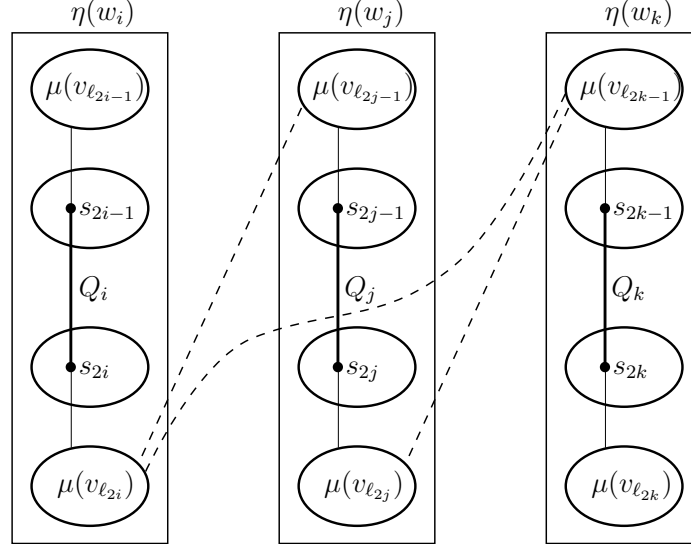 η(w_i) η(w_j) η(w_k)
μ(v_{ℓ_{2i−1}}) μ(v_{ℓ_{2j−1}}) μ(v_{ℓ_{2k−1}})
s_{2i−1} s_{2j−1} s_{2k−1}
Q_i Q_j Q_k
s_{2i} s_{2j} s_{2k}
μ(v_{ℓ_{2i}}) μ(v_{ℓ_{2j}}) μ(v_{ℓ_{2k}})